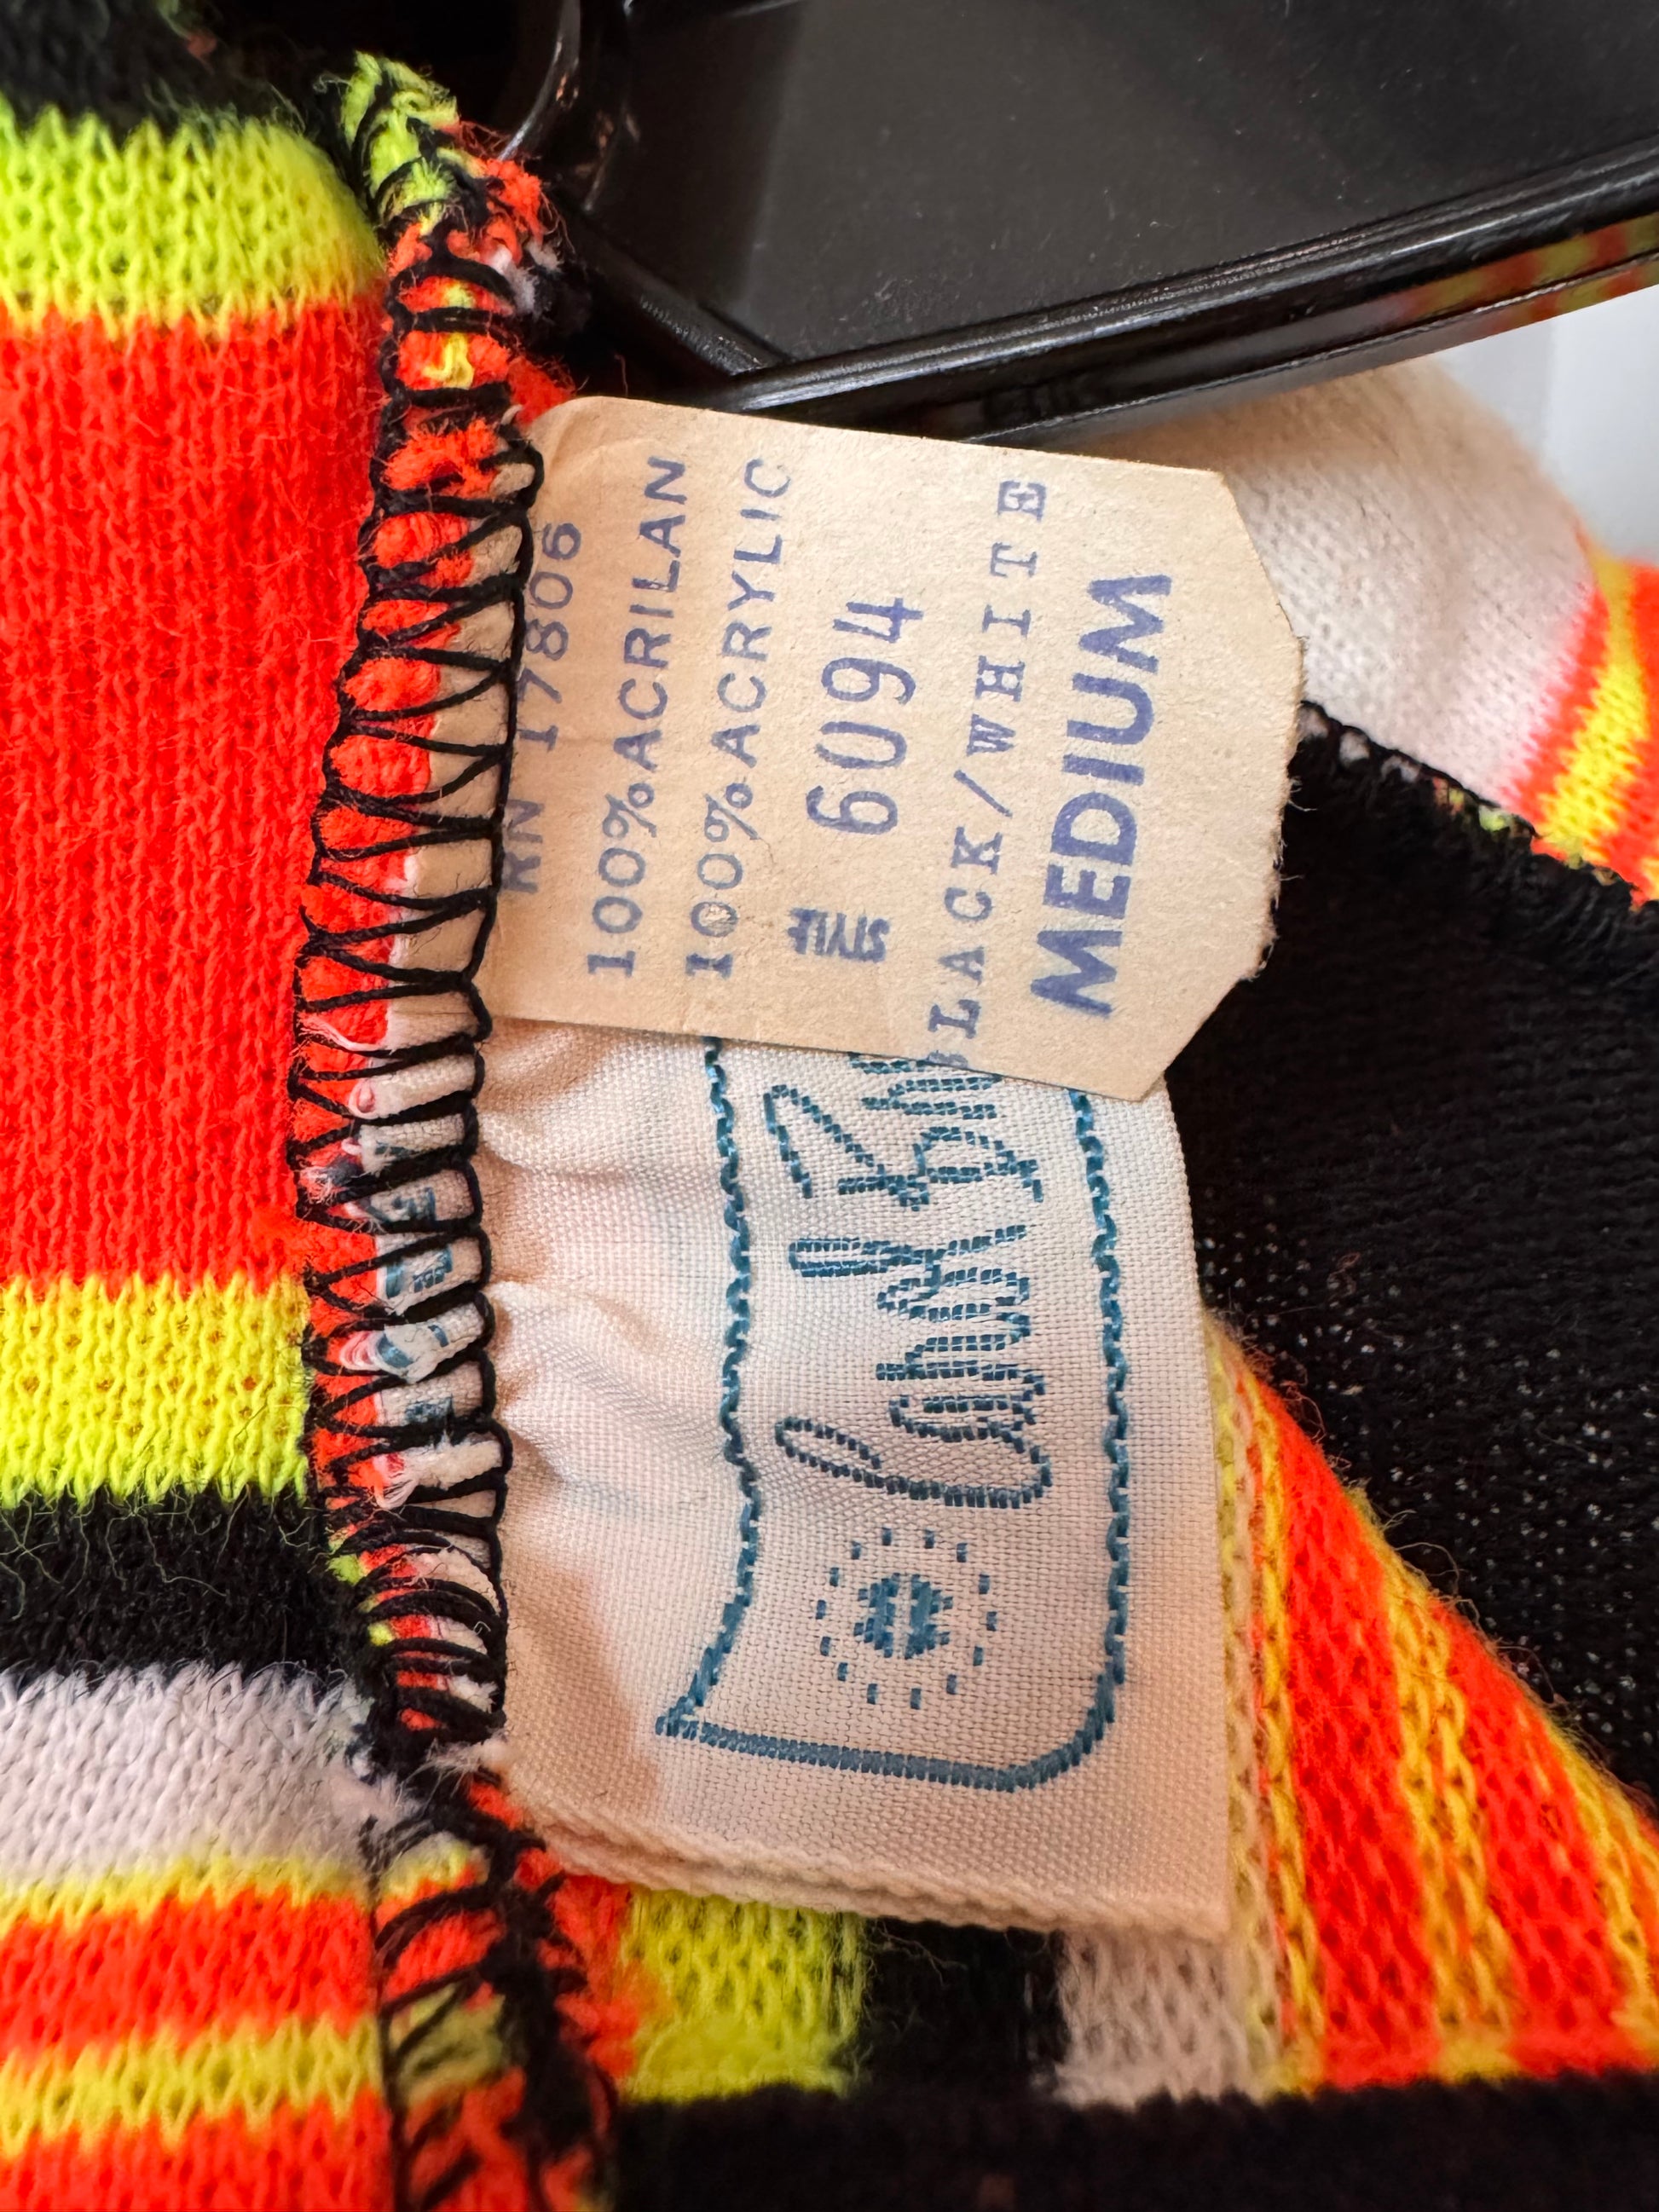 RN 17806
100% ACRILAN
100% ACRYLIC
STYLE 6094
BLACK/WHITE
MEDIUM